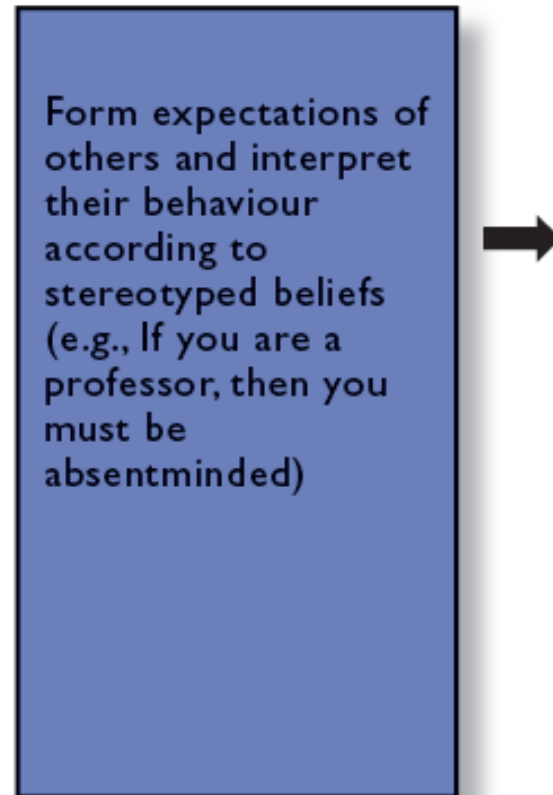 Form expectations of
others and interpret
their behaviour
according to
stereotyped beliefs
(e.g., If you are a
professor, then you
must be
absentminded)